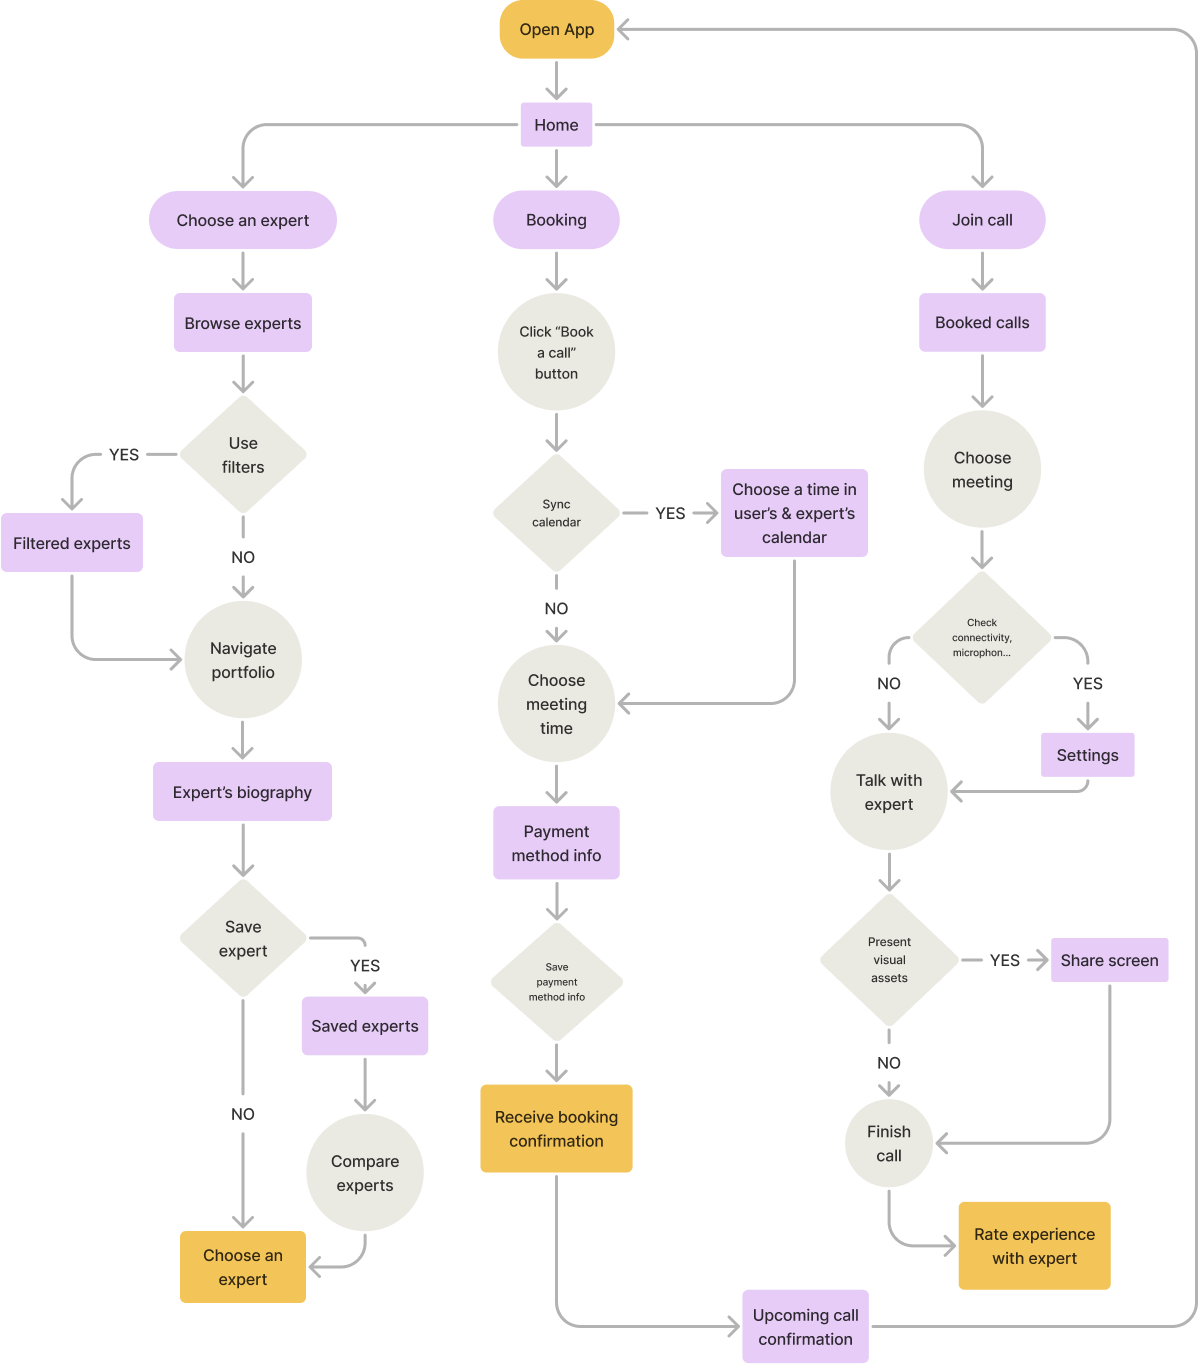 Open App
Home
Choose an expert
Booking
Join call
Browse experts
Click “Book
a call”
button
Booked calls
Use
filters
YES
Choose
meeting
Sync
calendar
YES
Choose a time in
user’s & expert’s
calendar
Filtered experts
NO
NO
Check
connectivity,
microphon...
Navigate
portfolio
Choose
meeting
time
NO
YES
Settings
Expert’s biography
Talk with
expert
Payment
method info
Save
expert
YES
Present
visual
assets
YES
Share screen
Save
payment
method info
Saved experts
NO
NO
Receive booking
confirmation
Finish
call
Compare
experts
Choose an
expert
Rate experience
with expert
Upcoming call
confirmation